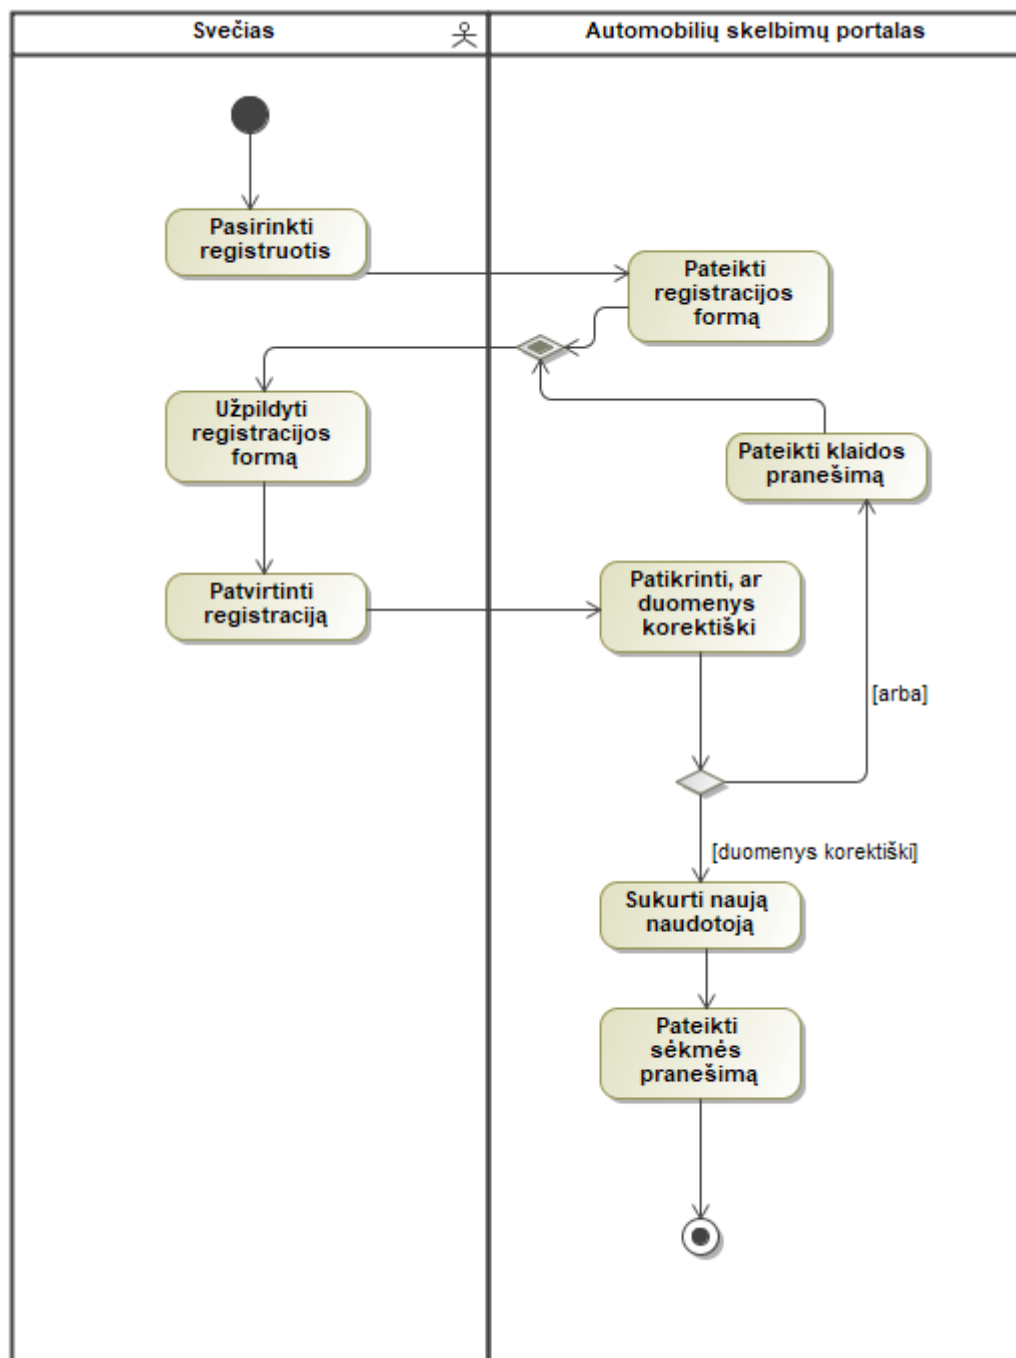 Svečias
Automobilių skelbimų portalas
Pasirinkti
registruotis
Pateikti
registracijos
formą
Užpildyti
registracijos
formą
Pateikti klaidos
pranešimą
Patvirtinti
registraciją
Patikrinti, ar
duomenys
korektiški
[arba]
[duomenys korektiški]
Sukurti naują
naudotoją
Pateikti
sėkmės
pranešimą